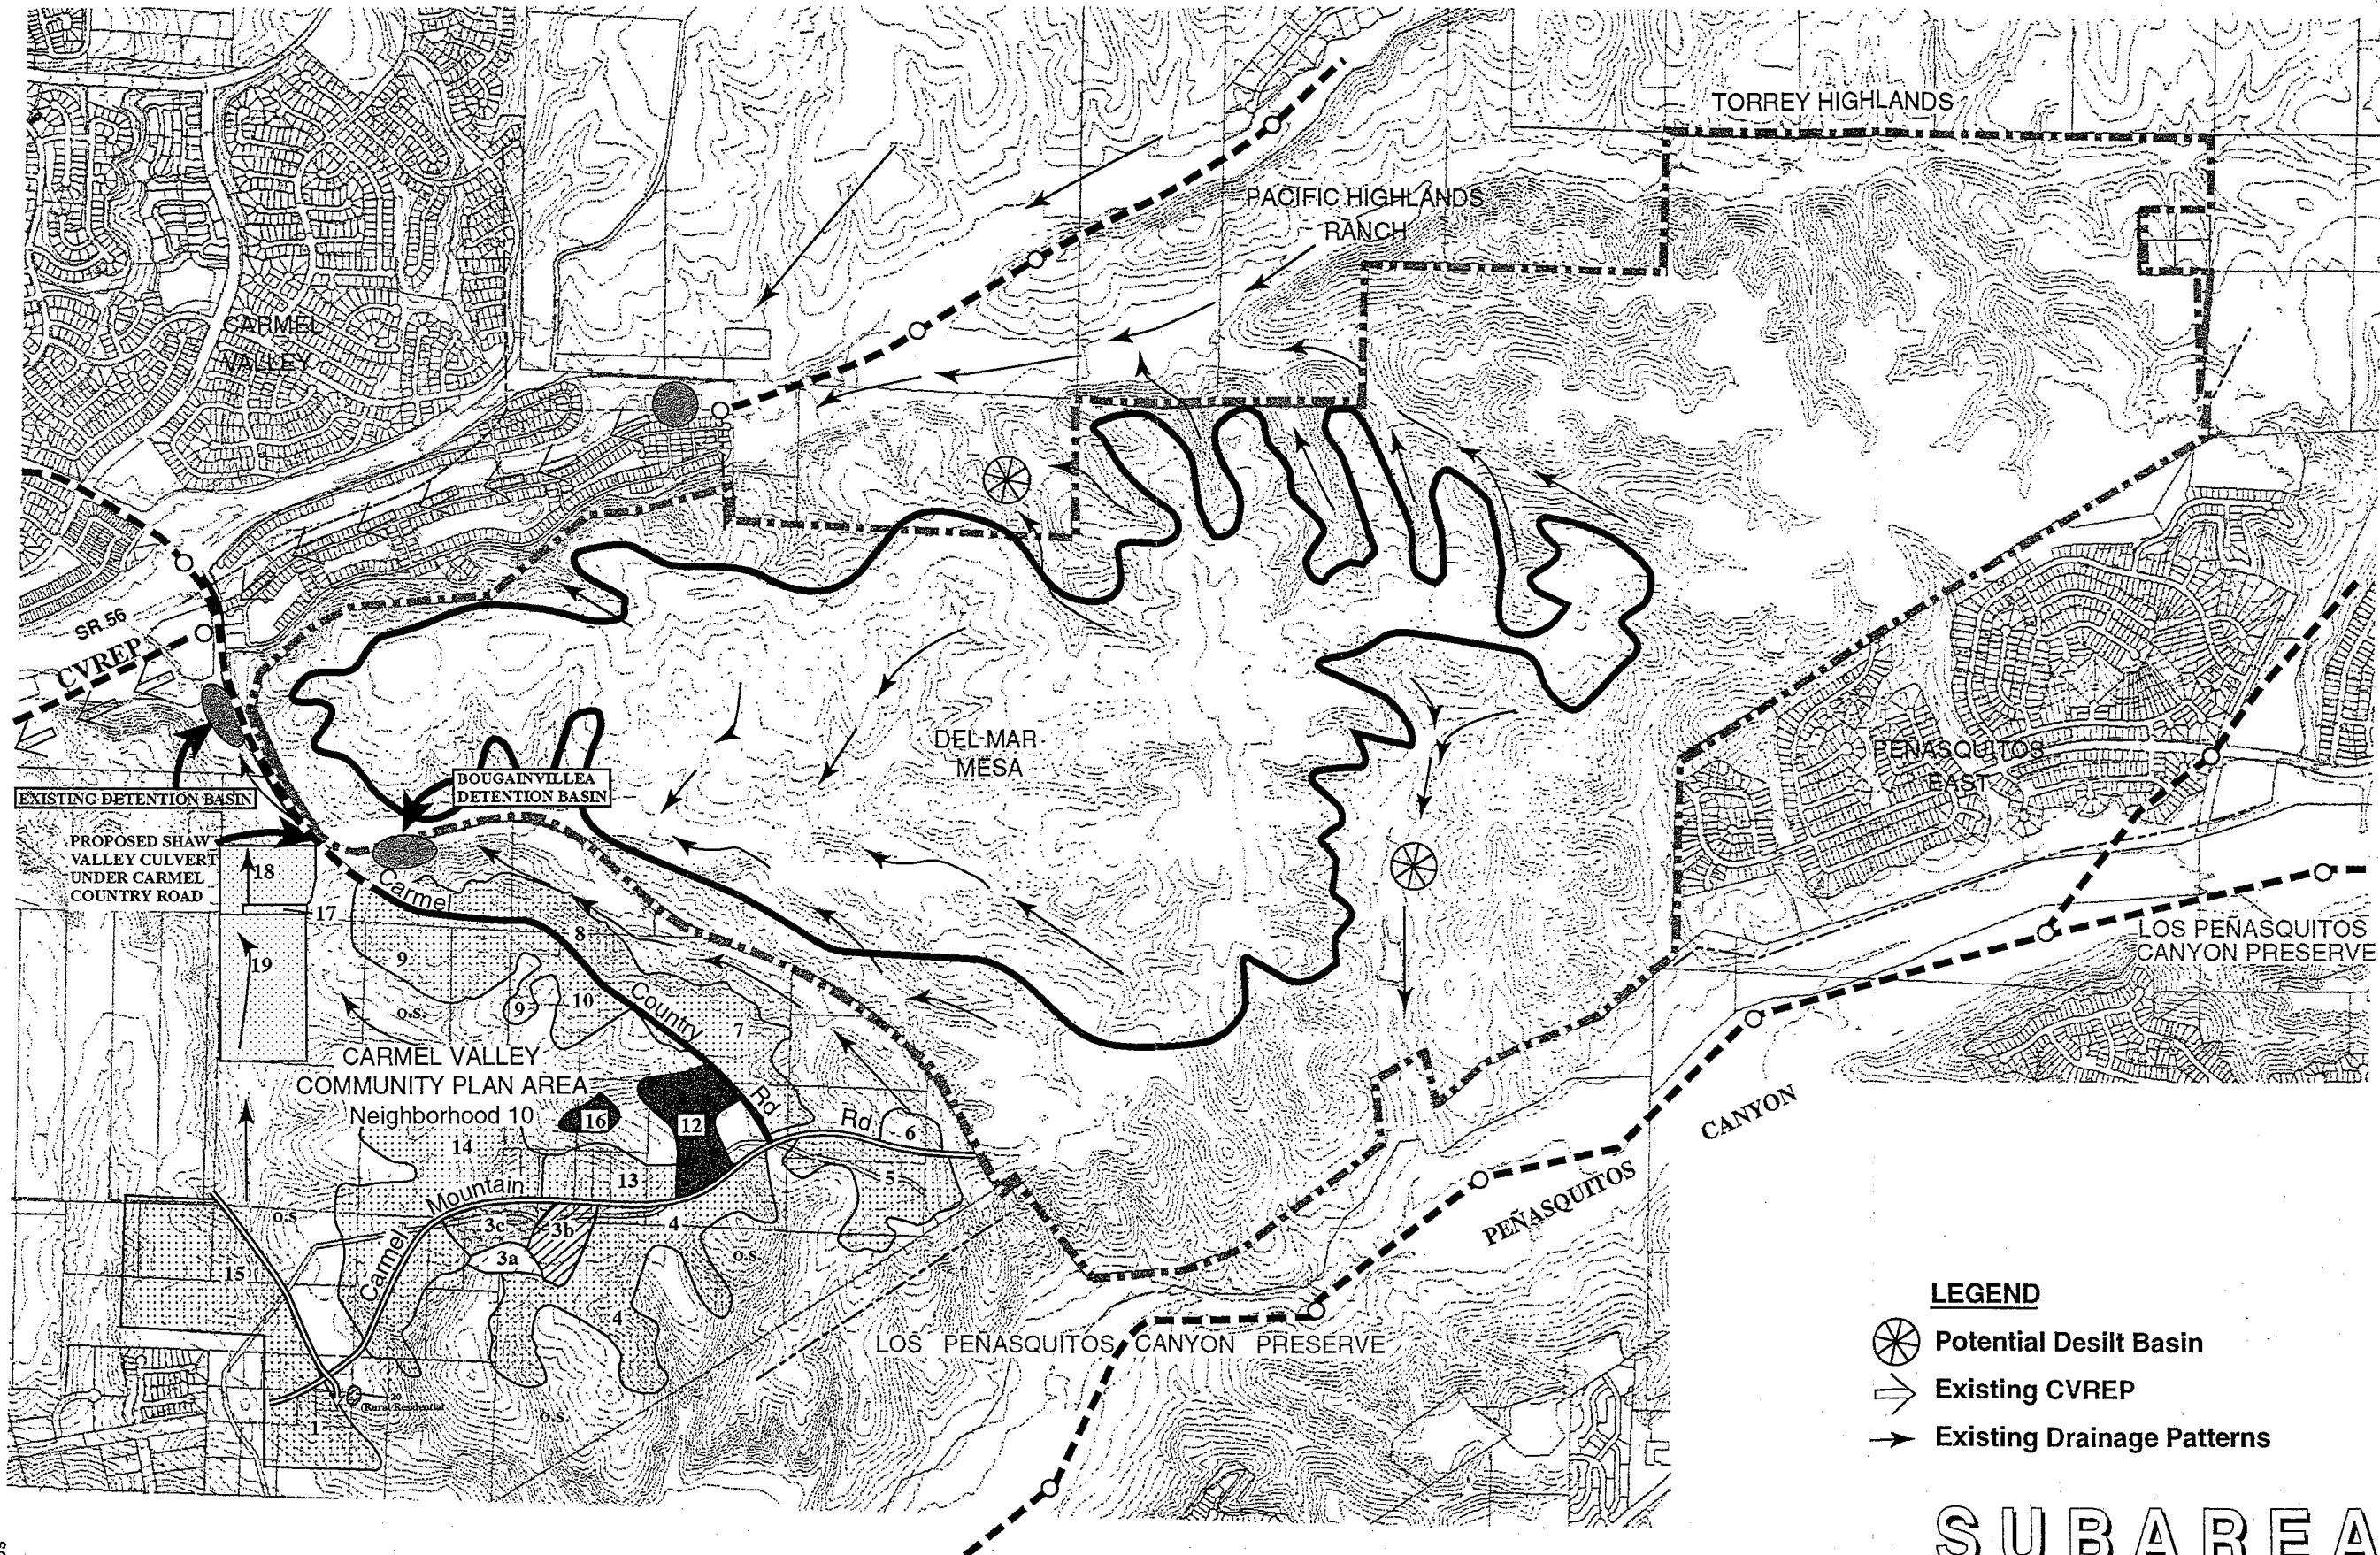 TORREY HIGHLANDS
PACIFIC HIGHLANDS
RANCH
CARMEL
VALLEY
SR 56
CVREP
DEL MAR
MESA
BOUGAINVILLEA
DETENTION BASIN
EXISTING DETENTION BASIN
PROPOSED SHAW
VALLEY CULVERT
UNDER CARMEL
COUNTRY ROAD
PEÑASQUITOS
EAST
LOS PEÑASQUITOS
CANYON PRESERVE
18
17
19
Carmel
Country
Rd
8
9
9
10
7
o.s.
CARMEL VALLEY
COMMUNITY PLAN AREA
Neighborhood 10
14
16
12
Rd.
6
5
13
Carmel
Mountain
3c
3b
3a
4
4
o.s.
o.s
15
20
(Rural Residential)
1
o.s.
PEÑASQUITOS
CANYON
LOS PEÑASQUITOS CANYON PRESERVE
LEGEND
Potential Desilt Basin
Existing CVREP
Existing Drainage Patterns
SUBAREA